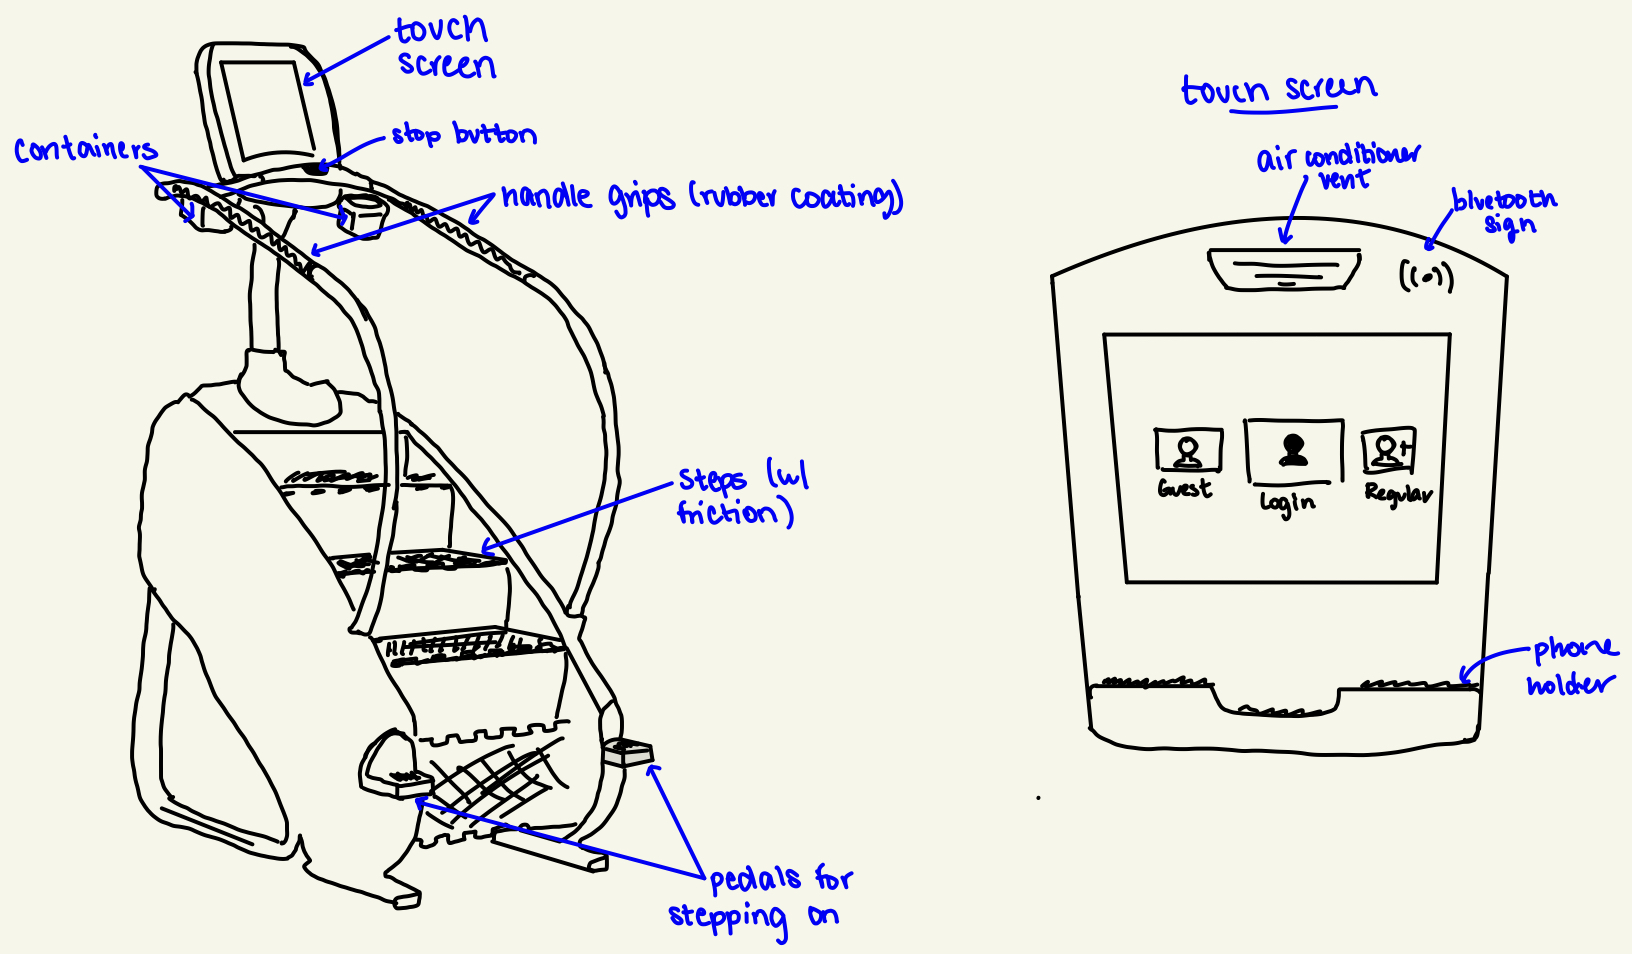 touch
screen
stop button
containers
handle grips (rubber coating)
steps (w/
friction)
pedals for
stepping on
touch screen
air conditioner
vent
bluetooth
sign
Guest
Login
Regular
phone
holder